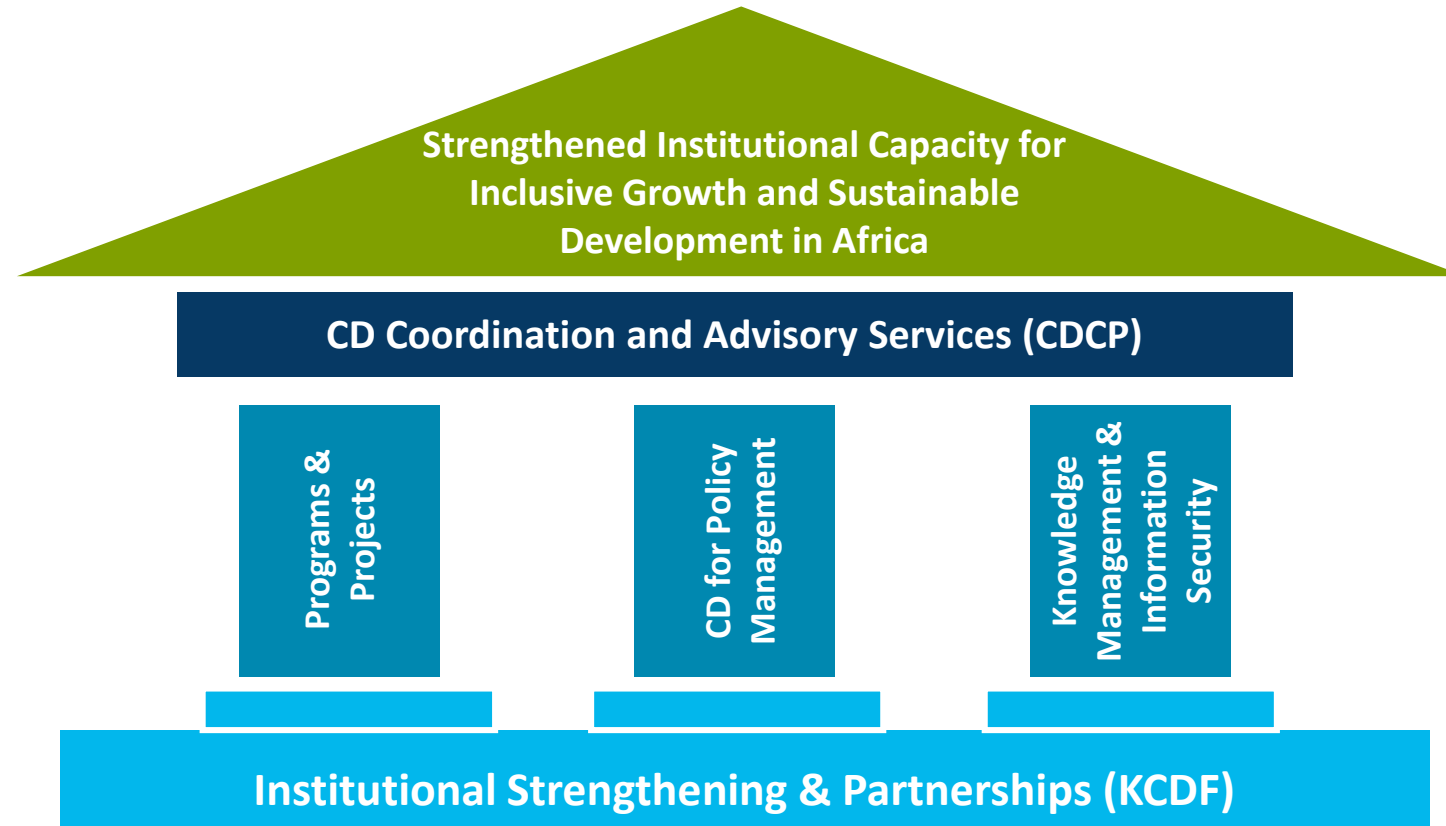 Strengthened Institutional Capacity for
Inclusive Growth and Sustainable
Development in Africa
CD Coordination and Advisory Services (CDCP)
Programs &
Projects
CD for Policy
Management
Knowledge
Management &
Information
Security
Institutional Strengthening & Partnerships (KCDF)